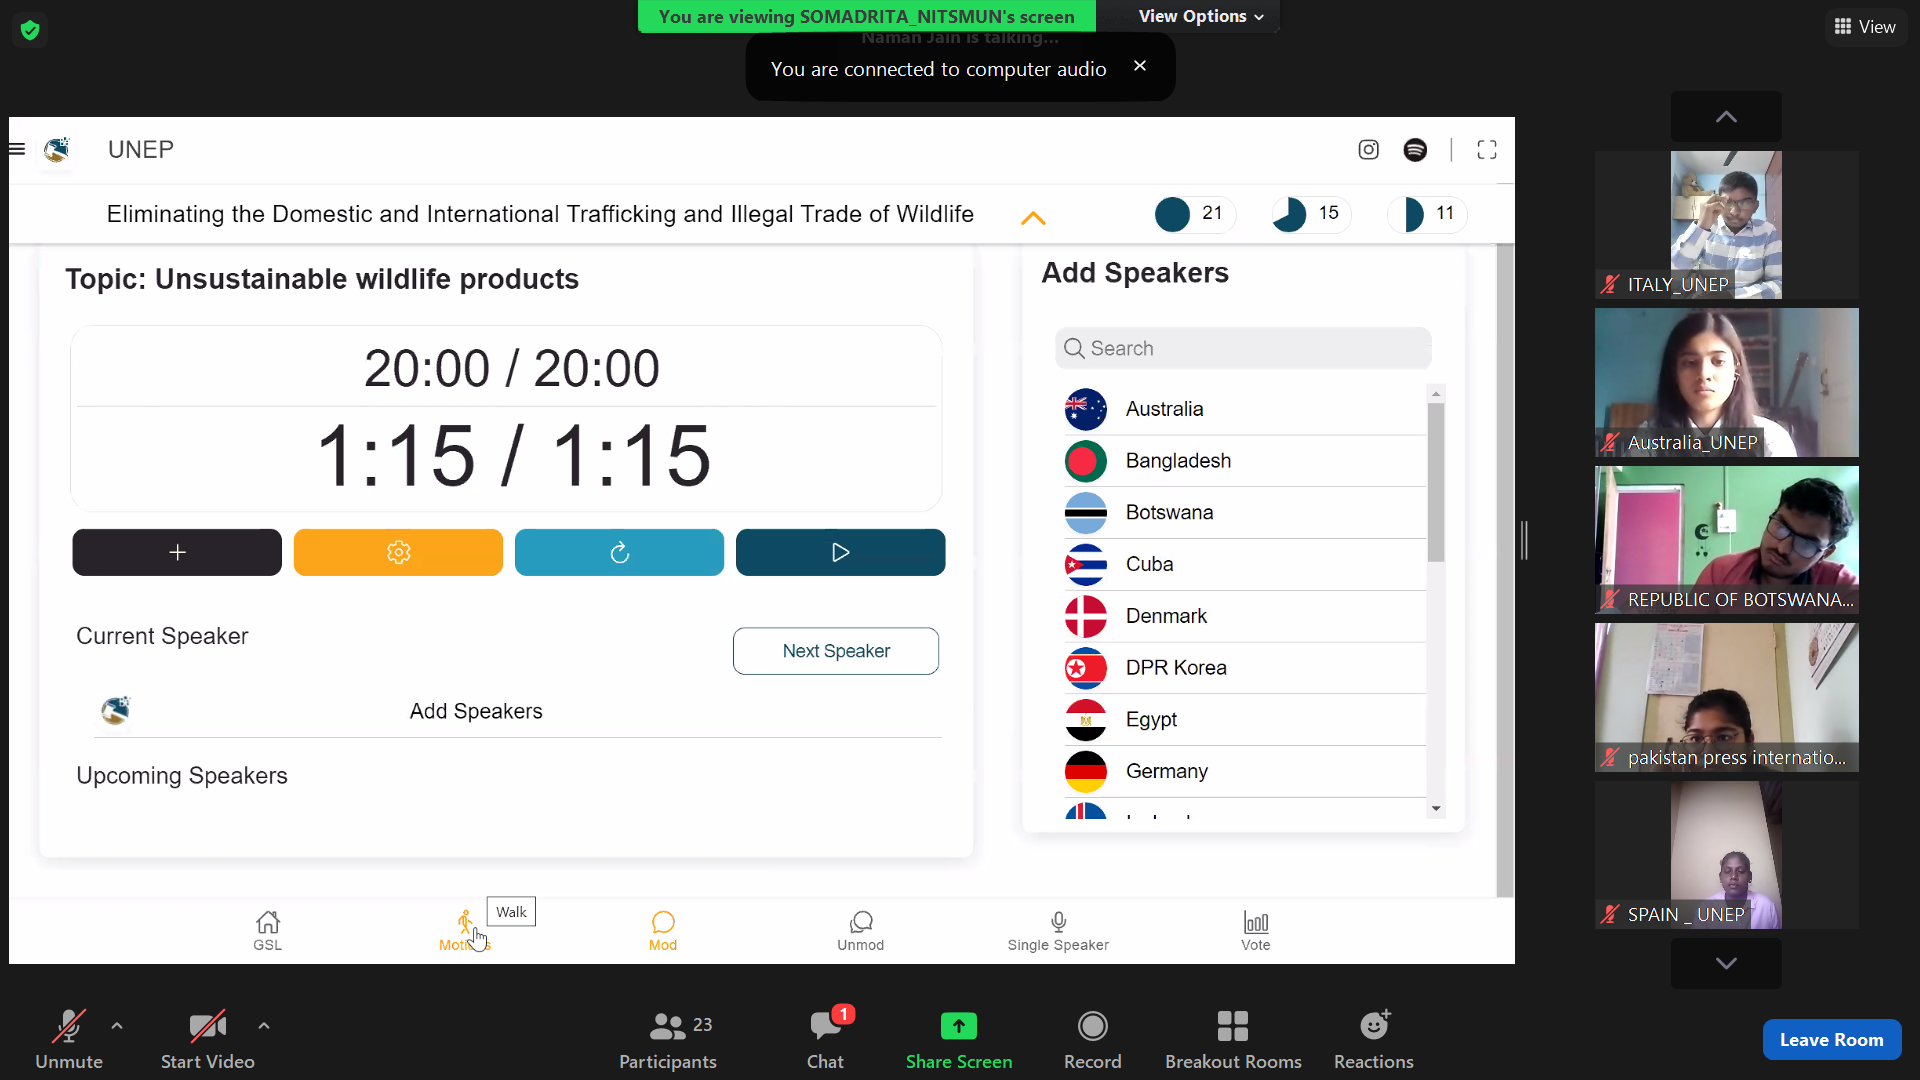 You are viewing SOMADRITA_NITSMUN's screen
View Options
View
Naman Jain is talking...
You are connected to computer audio
UNEP
Eliminating the Domestic and International Trafficking and Illegal Trade of Wildlife
21
15
11
Topic: Unsustainable wildlife products
20:00 / 20:00
1:15 / 1:15
Current Speaker
Next Speaker
Add Speakers
Upcoming Speakers
Add Speakers
Search
Australia
Bangladesh
Botswana
Cuba
Denmark
DPR Korea
Egypt
Germany
ITALY_UNEP
Australia_UNEP
REPUBLIC OF BOTSWANA...
pakistan press internatio...
SPAIN _ UNEP
Walk
GSL
Mod
Unmod
Single Speaker
Vote
Unmute
Start Video
23
Participants
1
Chat
Share Screen
Record
Breakout Rooms
Reactions
Leave Room